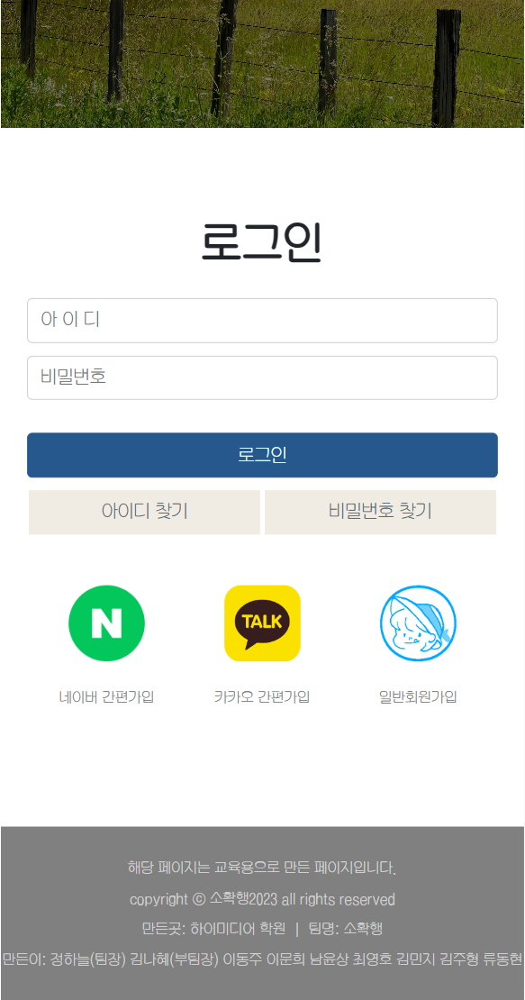 로그인
아 이 디
비밀번호
로그인
아이디 찾기 비밀번호 찾기
N TALK
네이버 간편가입 카카오 간편가입 일반회원가입
해당 페이지는 교육용으로 만든 페이지입니다.
copyright ⓒ 소확행2023 all rights reserved
만든곳: 하이미디어 학원 | 팀명: 소확행
만든이: 정하늘(팀장) 김나혜(부팀장) 이동주 이문희 남윤상 최영호 김민지 김주형 류동현